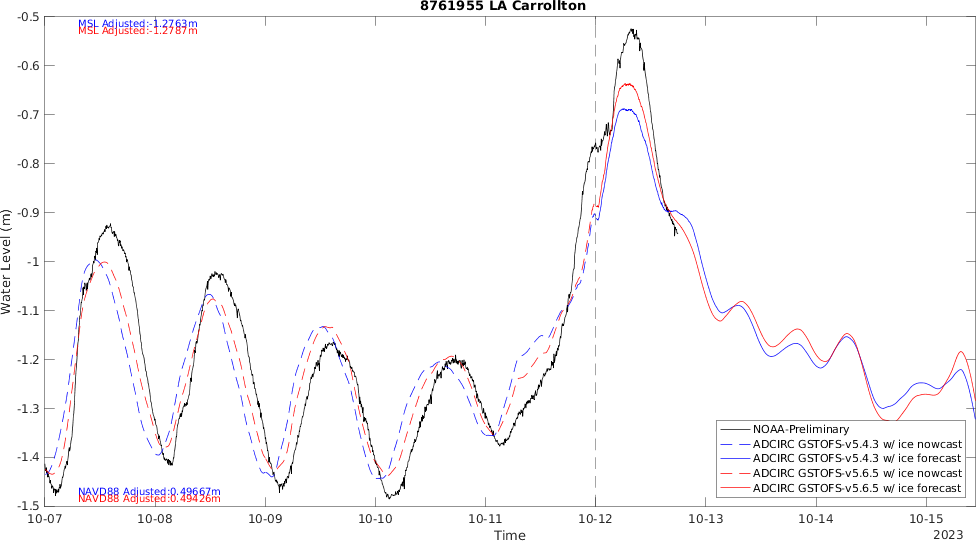 8761955 LA Carrollton
MSL Adjusted:-1.2763m
MSL Adjusted:-1.2787m
-0.5
-0.6
-0.7
-0.8
-0.9
-1
-1.1
-1.2
-1.3
-1.4
-1.5
Water Level (m)
NAVD88 Adjusted:0.49667m
NAVD88 Adjusted:0.49426m
NOAA-Preliminary
ADCIRC GSTOFS-v5.4.3 w/ ice nowcast
ADCIRC GSTOFS-v5.4.3 w/ ice forecast
ADCIRC GSTOFS-v5.6.5 w/ ice nowcast
ADCIRC GSTOFS-v5.6.5 w/ ice forecast
10-07 10-08 10-09 10-10 10-11 10-12 10-13 10-14 10-15
Time
2023